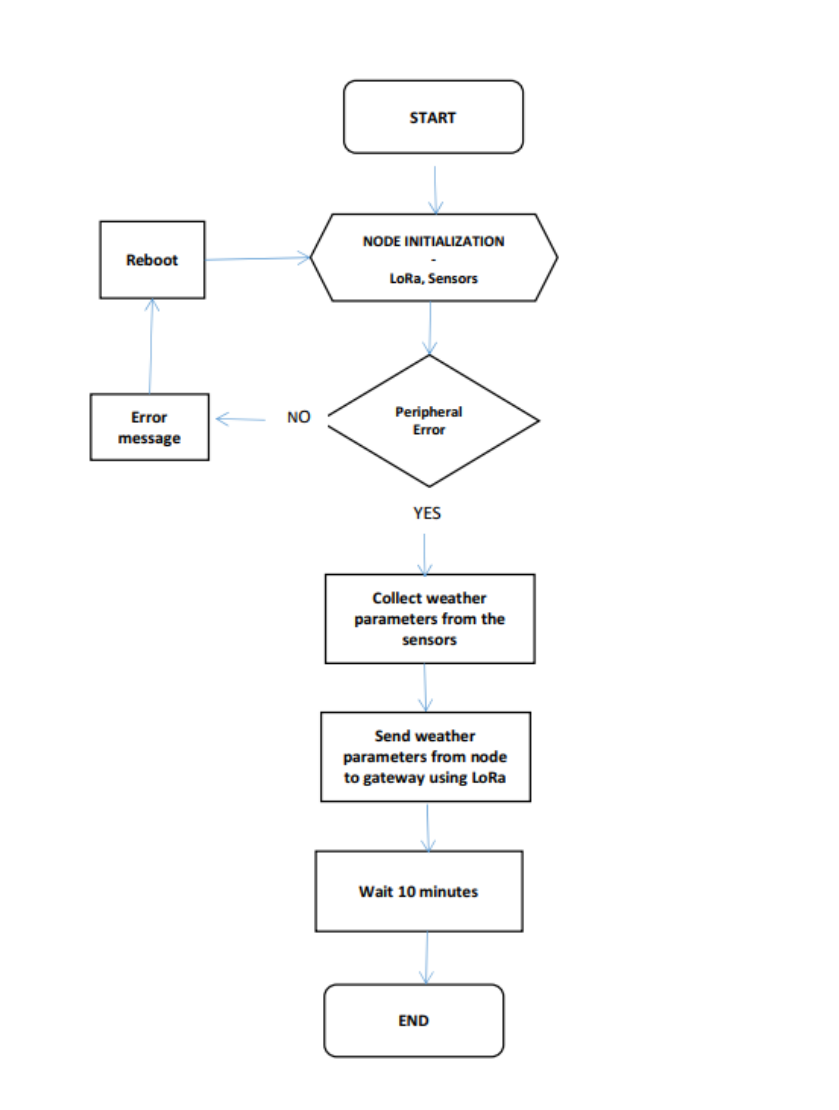 START
NODE INITIALIZATION
-
LoRa, Sensors
Reboot
Peripheral
Error
NO
Error
message
YES
Collect weather
parameters from the
sensors
Send weather
parameters from node
to gateway using LoRa
Wait 10 minutes
END